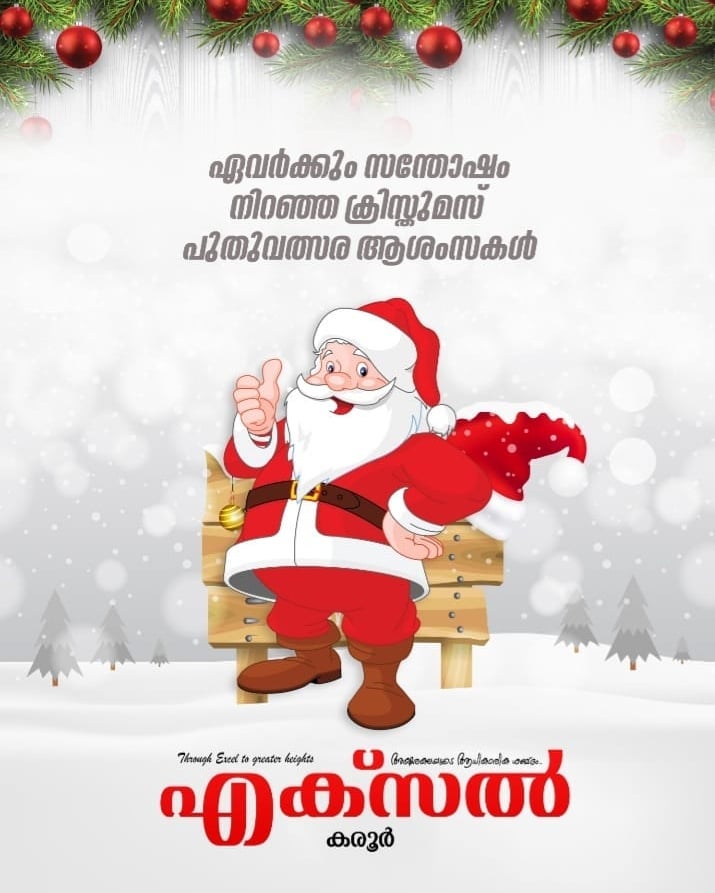 ഏവർക്കും സന്തോഷം
നിറഞ്ഞ ക്രിസ്തുമസ്
പുതുവത്സര ആശംസകൾ
Through Excel to greater heights
എക്സൽ
കരൂർ